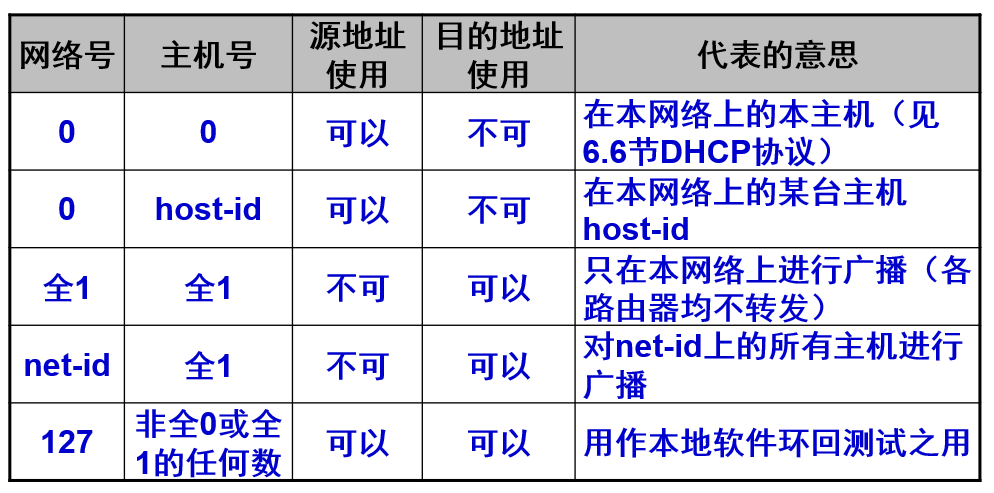 网络号 主机号 源地址使用 目的地址使用 代表的意思
0 0 可以 不可 在本网络上的本主机（见
6.6节DHCP协议）
0 host-id 可以 不可 在本网络上的某台主机
host-id
全1 全1 不可 可以 只在本网络上进行广播（各
路由器均不转发）
net-id 全1 不可 可以 对net-id上的所有主机进行
广播
127 非全0或全1的任何数 可以 可以 用作本地软件环回测试之用